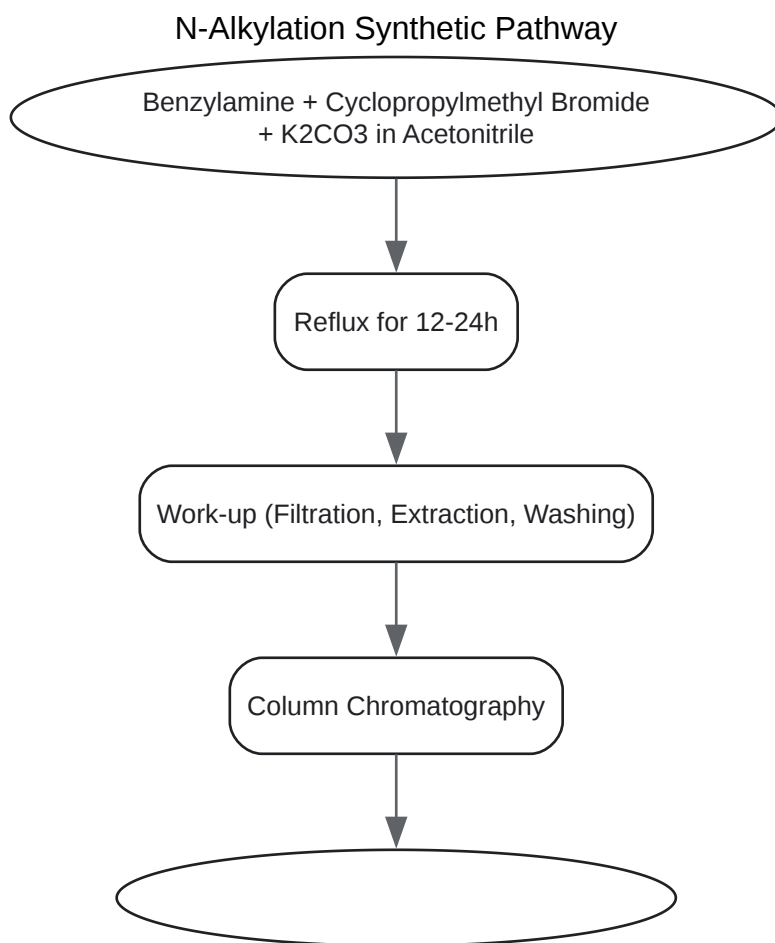 N-Alkylation Synthetic Pathway
Benzylamine + Cyclopropylmethyl Bromide
+ K2CO3 in Acetonitrile
Reflux for 12-24h
Work-up (Filtration, Extraction, Washing)
Column Chromatography